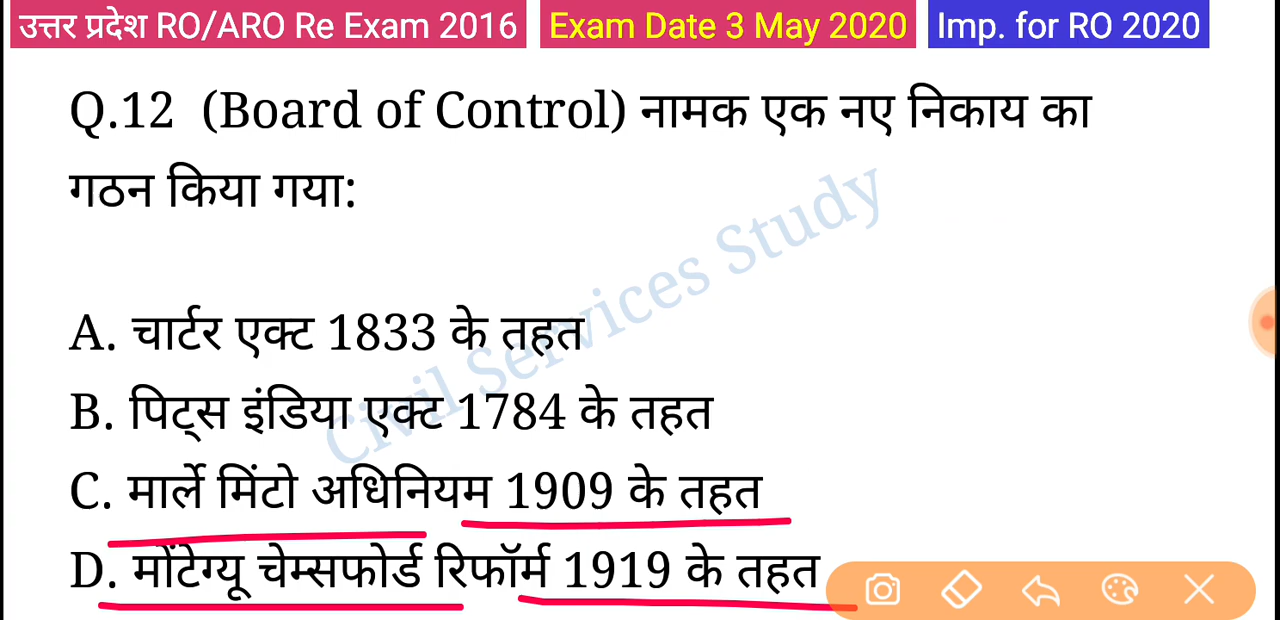 उत्तर प्रदेश RO/ARO Re Exam 2016 Exam Date 3 May 2020 Imp. for RO 2020
Q.12 (Board of Control) नामक एक नए निकाय का
गठन किया गया:
Civil Services Study
A. चार्टर एक्ट 1833 के तहत
B. पिट्स इंडिया एक्ट 1784 के तहत
C. मार्ले मिंटो अधिनियम 1909 के तहत
D. मोंटेग्यू चेम्सफोर्ड रिफॉर्म 1919 के तहत